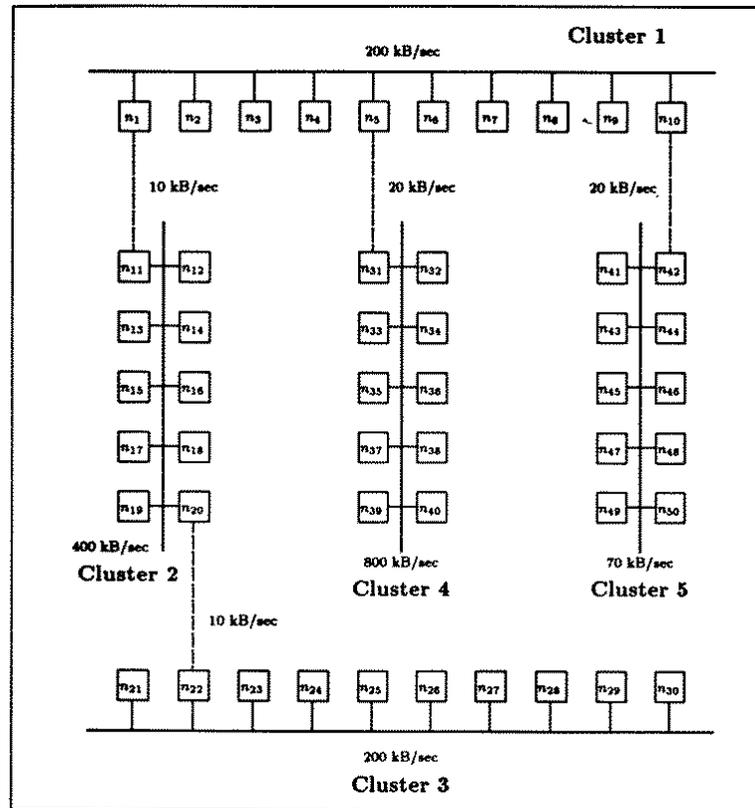 Cluster 1
200 kB/sec
n1 n2 n3 n4 n5 n6 n7 n8 n9 n10
10 kB/sec 20 kB/sec 20 kB/sec
n11 n12 n31 n32 n41 n42
n13 n14 n33 n34 n43 n44
n15 n16 n35 n36 n45 n46
n17 n18 n37 n38 n47 n48
n19 n20 n39 n40 n49 n50
400 kB/sec 800 kB/sec 70 kB/sec
Cluster 2 Cluster 4 Cluster 5
10 kB/sec
n21 n22 n23 n24 n25 n26 n27 n28 n29 n30
200 kB/sec
Cluster 3